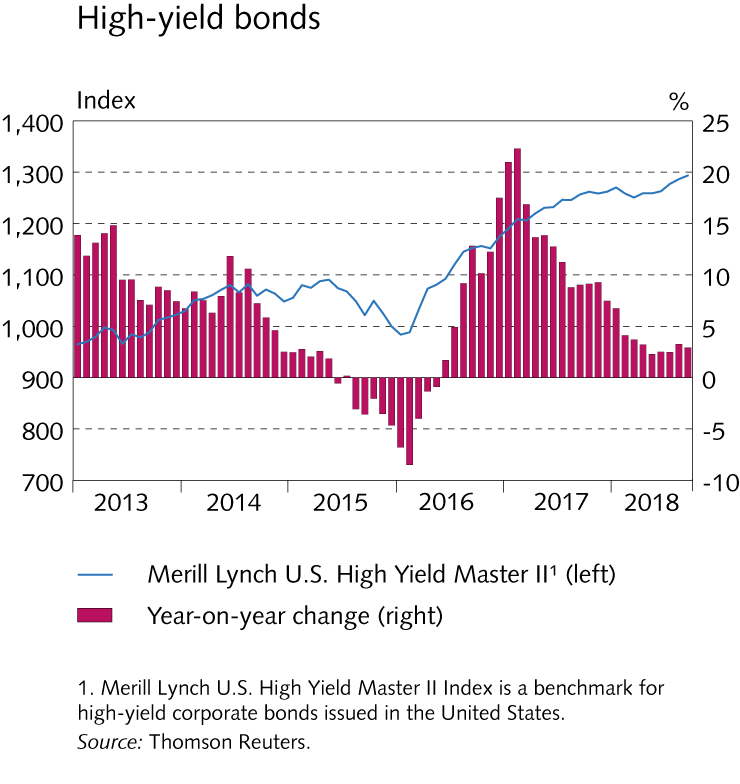 High-yield bonds
Index %
1,400 25
1,300 20
1,200 15
1,100 10
1,000 5
900 0
800 -5
700 -10
2013 2014 2015 2016 2017 2018
Merill Lynch U.S. High Yield Master II¹ (left)
Year-on-year change (right)
1. Merill Lynch U.S. High Yield Master II Index is a benchmark for
high-yield corporate bonds issued in the United States.
Source: Thomson Reuters.